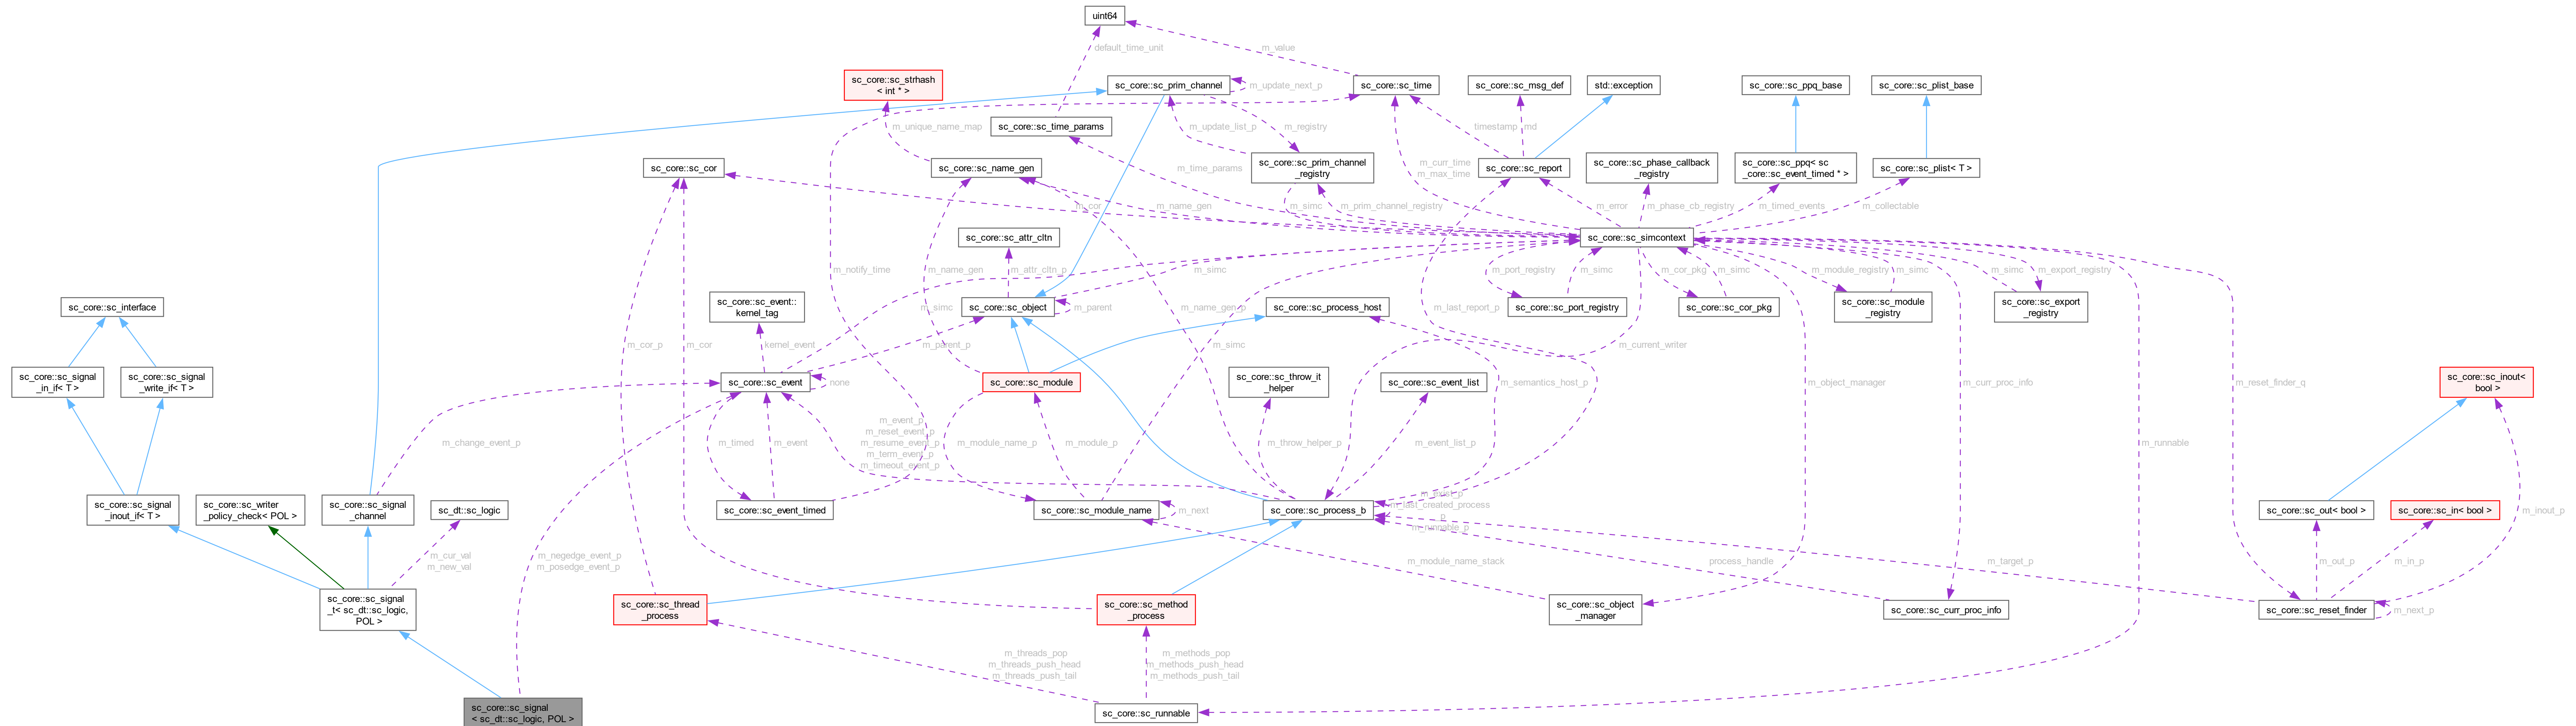 uint64
default_time_unit
m_value
sc_core::sc_strhash
< int * >
sc_core::sc_prim_channel
m_update_next_p
sc_core::sc_time
sc_core::sc_msg_def
std::exception
sc_core::sc_ppq_base
sc_core::sc_plist_base
m_unique_name_map
sc_core::sc_time_params
m_update_list_p
m_registry
timestamp
md
sc_core::sc_cor
sc_core::sc_name_gen
m_time_params
sc_core::sc_prim_channel
_registry
m_curr_time
m_max_time
sc_core::sc_report
sc_core::sc_phase_callback
_registry
sc_core::sc_ppq< sc
_core::sc_event_timed * >
sc_core::sc_plist< T >
m_cor
m_name_gen
m_simc
m_prim_channel_registry
m_error
m_phase_cb_registry
m_timed_events
m_collectable
sc_core::sc_attr_cltn
sc_core::sc_simcontext
m_notify_time
m_name_gen
m_attr_cltn_p
m_simc
m_port_registry
m_simc
m_cor_pkg
m_simc
m_module_registry
m_simc
m_simc
m_export_registry
sc_core::sc_interface
sc_core::sc_event::
kernel_tag
m_simc
sc_core::sc_object
m_parent
m_name_gen_p
sc_core::sc_process_host
m_last_report_p
sc_core::sc_port_registry
sc_core::sc_cor_pkg
sc_core::sc_module
_registry
sc_core::sc_export
_registry
m_cor_p
m_cor
kernel_event
m_parent_p
m_simc
m_current_writer
sc_core::sc_signal
_in_if< T >
sc_core::sc_signal
_write_if< T >
sc_core::sc_event
none
sc_core::sc_module
sc_core::sc_throw_it
_helper
sc_core::sc_event_list
m_semantics_host_p
m_object_manager
m_curr_proc_info
m_reset_finder_q
sc_core::sc_inout<
bool >
m_change_event_p
m_timed
m_event
m_event_p
m_reset_event_p
m_resume_event_p
m_term_event_p
m_timeout_event_p
m_module_name_p
m_module_p
m_throw_helper_p
m_event_list_p
m_runnable
sc_core::sc_signal
_inout_if< T >
sc_core::sc_writer
_policy_check< POL >
sc_core::sc_signal
_channel
sc_dt::sc_logic
sc_core::sc_event_timed
sc_core::sc_module_name
m_next
sc_core::sc_process_b
m_exist_p
m_last_created_process
_p
m_runnable_p
sc_core::sc_out< bool >
sc_core::sc_in< bool >
m_inout_p
m_cur_val
m_new_val
m_negedge_event_p
m_posedge_event_p
m_module_name_stack
process_handle
m_target_p
m_out_p
m_in_p
sc_core::sc_signal
_t< sc_dt::sc_logic,
POL >
sc_core::sc_thread
_process
sc_core::sc_method
_process
sc_core::sc_object
_manager
sc_core::sc_curr_proc_info
sc_core::sc_reset_finder
m_next_p
m_threads_pop
m_threads_push_head
m_threads_push_tail
m_methods_pop
m_methods_push_head
m_methods_push_tail
sc_core::sc_signal
< sc_dt::sc_logic, POL >
sc_core::sc_runnable